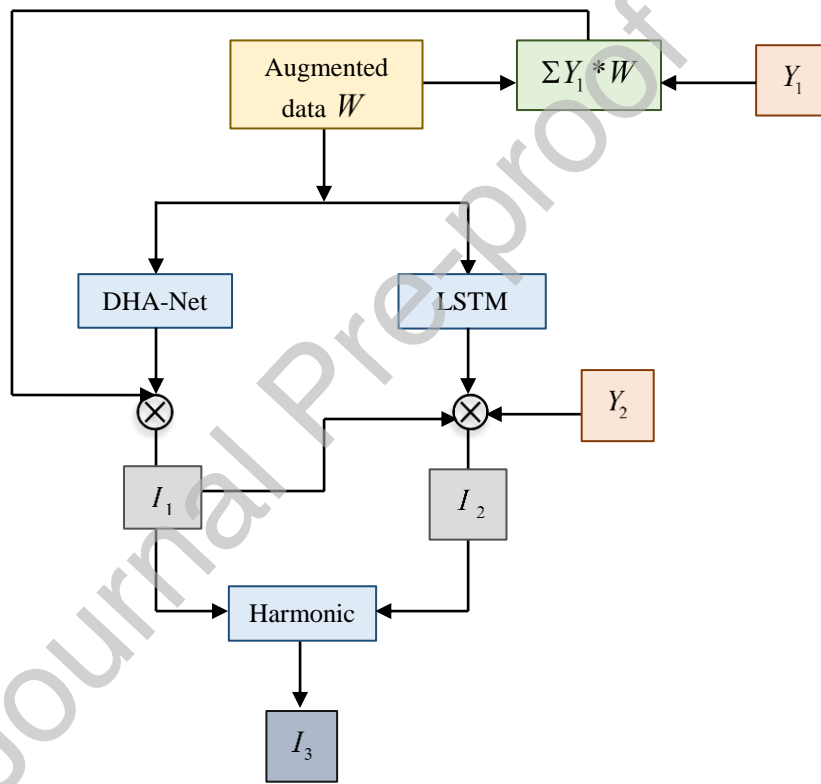 Augmented
data W
ΣY₁ * W
Y₁
DHA-Net
LSTM
Y₂
I₁
I₂
Harmonic
I₃
Journal Pre-proof